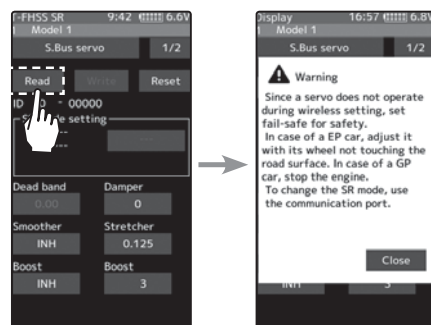 T-FHSS SR 9:42 6.6V
1 Model 1
S.Bus servo 1/2
Read Write Reset
ID 0 - 00000
setting
Dead band Damper
0.00 0
Smoother Stretcher
INH 0.125
Boost Boost
INH 3
Display 16:57 6.8V
1 Model 1
S.Bus servo 1/2
Warning
Since a servo does not operate
during wireless setting, set
fail-safe for safety.
In case of a EP car, adjust it
with its wheel not touching the
road surface. In case of a GP
car, stop the engine.
To change the SR mode, use
the communication port.
Close
INH 3